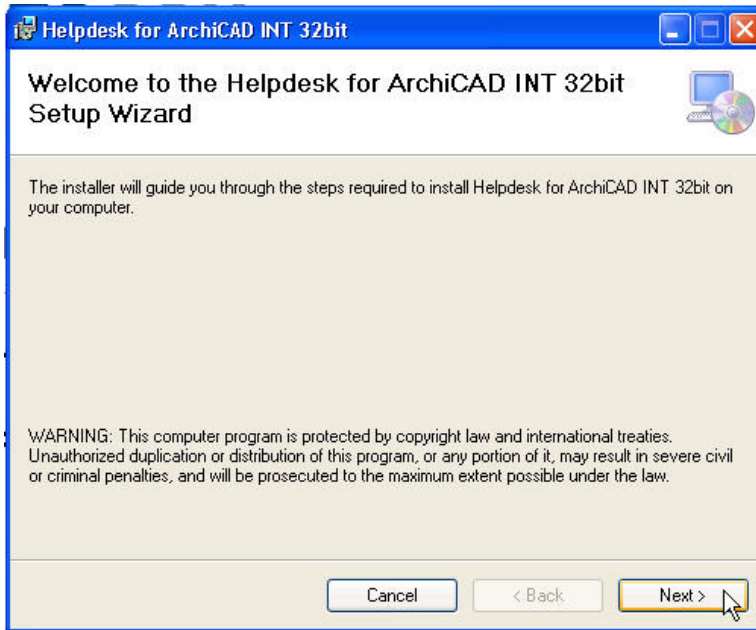 Helpdesk for ArchiCAD INT 32bit
Welcome to the Helpdesk for ArchiCAD INT 32bit
Setup Wizard
The installer will guide you through the steps required to install Helpdesk for ArchiCAD INT 32bit on
your computer.
WARNING: This computer program is protected by copyright law and international treaties.
Unauthorized duplication or distribution of this program, or any portion of it, may result in severe civil
or criminal penalties, and will be prosecuted to the maximum extent possible under the law.
Cancel < Back Next >